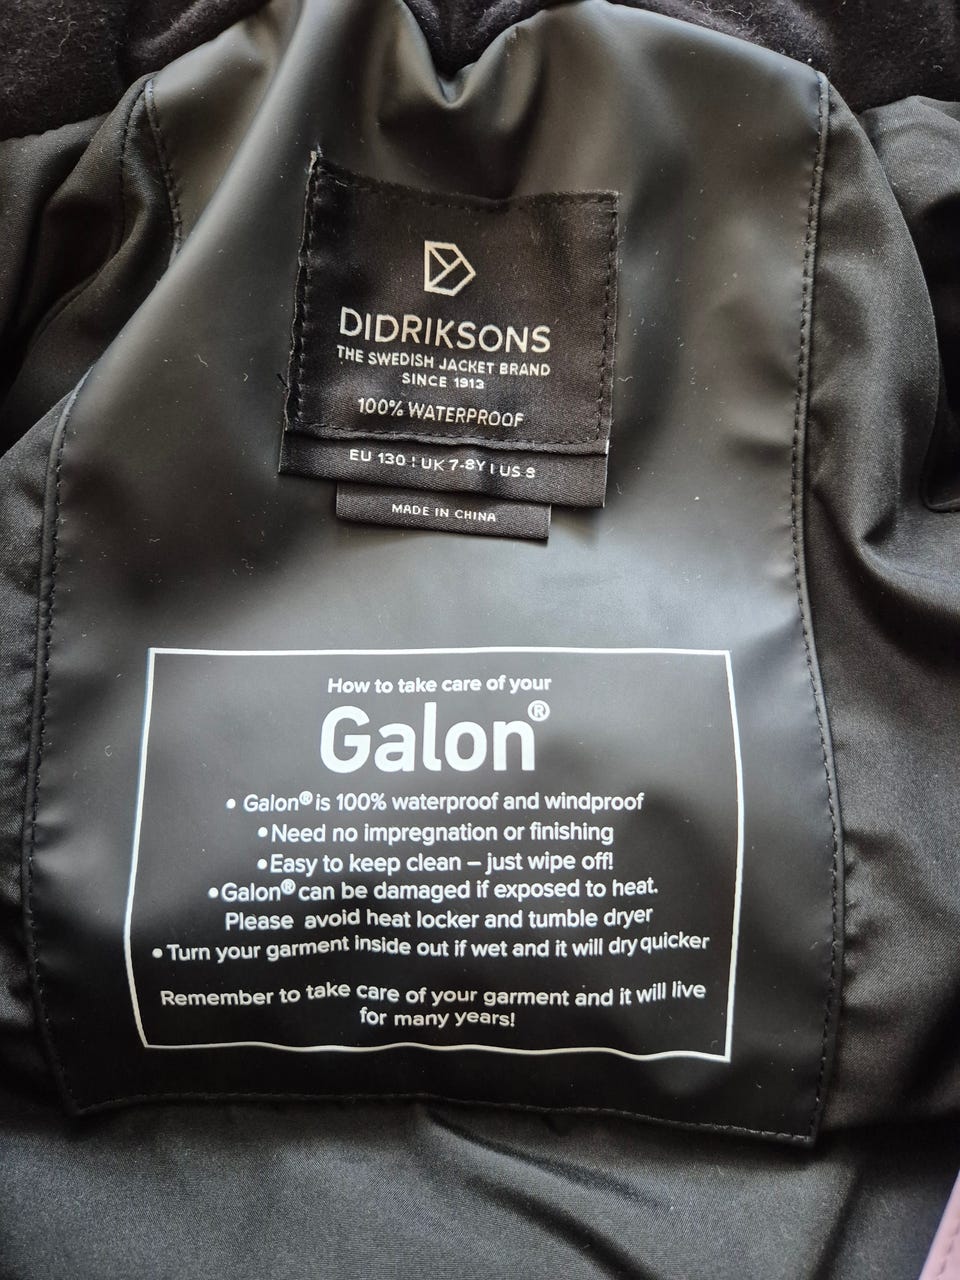 DIDRIKSONS
THE SWEDISH JACKET BRAND
SINCE 1913
100% WATERPROOF
EU 130 | UK 7-8Y | US 8
MADE IN CHINA
How to take care of your
Galon®
• Galon® is 100% waterproof and windproof
• Need no impregnation or finishing
• Easy to keep clean – just wipe off!
• Galon® can be damaged if exposed to heat.
Please avoid heat locker and tumble dryer
• Turn your garment inside out if wet and it will dry quicker
Remember to take care of your garment and it will live
for many years!